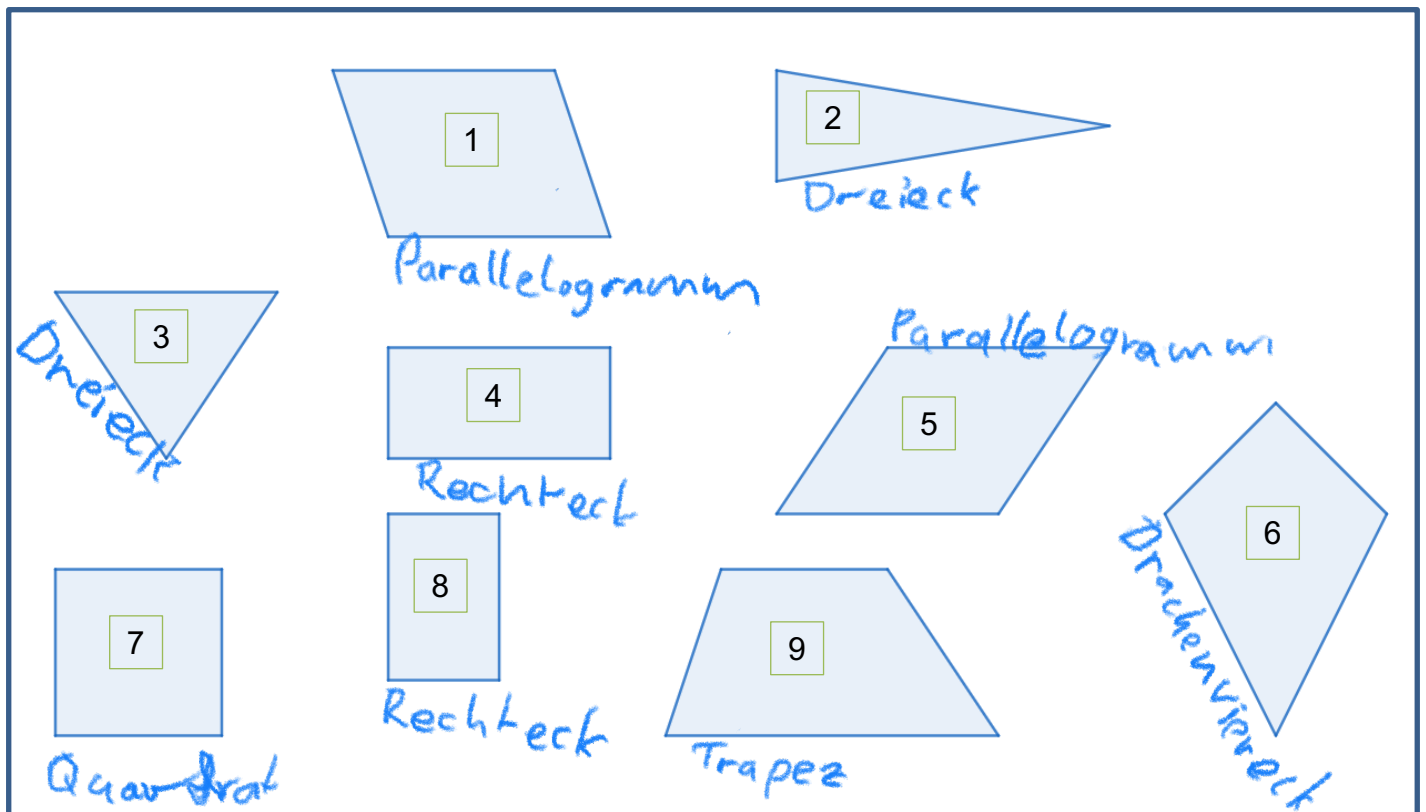 1
2
Dreieck
Parallelogramm
3
Dreieck
4
Rechteck
Parallelogramm
5
6
Drachenviereck
7
Quadrat
8
Rechteck
9
Trapez